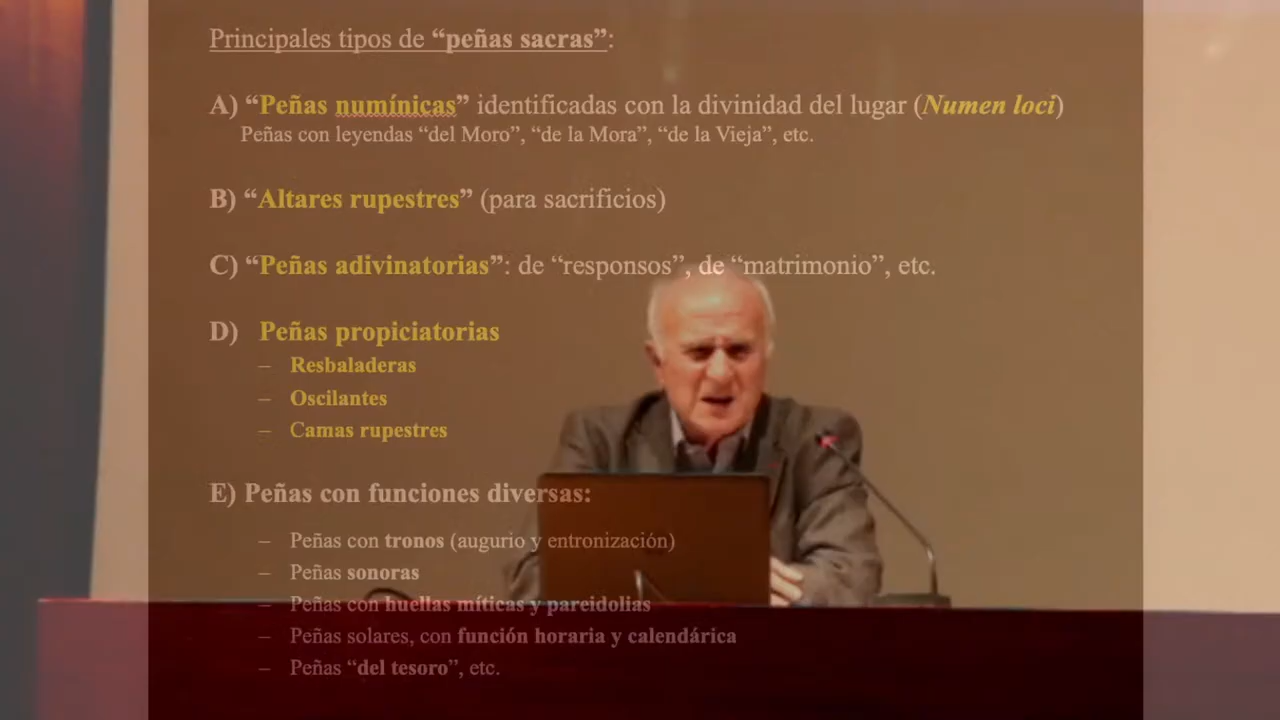 Principales tipos de “peñas sacras”:
A) “Peñas numínicas” identificadas con la divinidad del lugar (Numen loci)
Peñas con leyendas “del Moro”, “de la Mora”, “de la Vieja”, etc.
B) “Altares rupestres” (para sacrificios)
C) “Peñas adivinatorias”: de “responsos”, de “matrimonio”, etc.
D) Peñas propiciatorias
– Resbaladeras
– Oscilantes
– Camas rupestres
E) Peñas con funciones diversas:
– Peñas con tronos (augurio y entronización)
– Peñas sonoras
– Peñas con huellas míticas y pareidolias
– Peñas solares, con función horaria y calendárica
– Peñas “del tesoro”, etc.